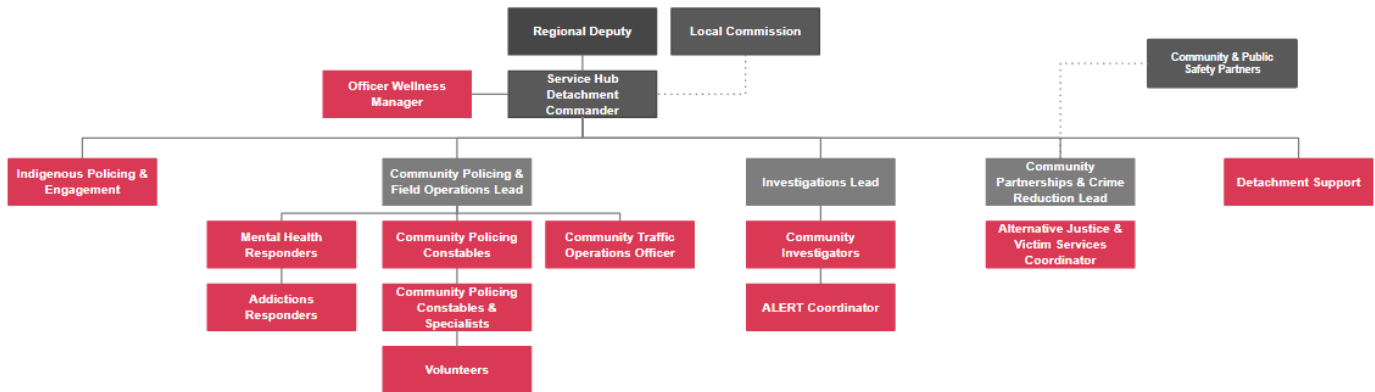 Regional Deputy
Local Commission
Community & Public
Safety Partners
Officer Wellness
Manager
Service Hub
Detachment
Commander
Indigenous Policing &
Engagement
Community Policing &
Field Operations Lead
Investigations Lead
Community
Partnerships & Crime
Reduction Lead
Detachment Support
Mental Health
Responders
Community Policing
Constables
Community Traffic
Operations Officer
Community
Investigators
Alternative Justice &
Victim Services
Coordinator
Addictions
Responders
Community Policing
Constables &
Specialists
ALERT Coordinator
Volunteers